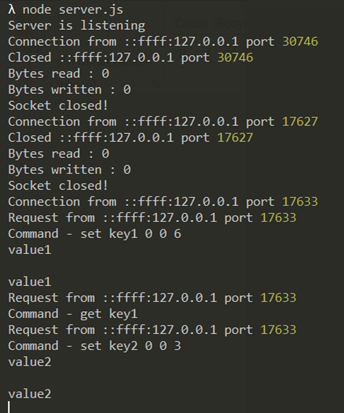 λ node server.js
Server is listening
Connection from ::ffff:127.0.0.1 port 30746
Closed ::ffff:127.0.0.1 port 30746
Bytes read : 0
Bytes written : 0
Socket closed!
Connection from ::ffff:127.0.0.1 port 17627
Closed ::ffff:127.0.0.1 port 17627
Bytes read : 0
Bytes written : 0
Socket closed!
Connection from ::ffff:127.0.0.1 port 17633
Request from ::ffff:127.0.0.1 port 17633
Command - set key1 0 0 6
value1
value1
Request from ::ffff:127.0.0.1 port 17633
Command - get key1
Request from ::ffff:127.0.0.1 port 17633
Command - set key2 0 0 3
value2
value2